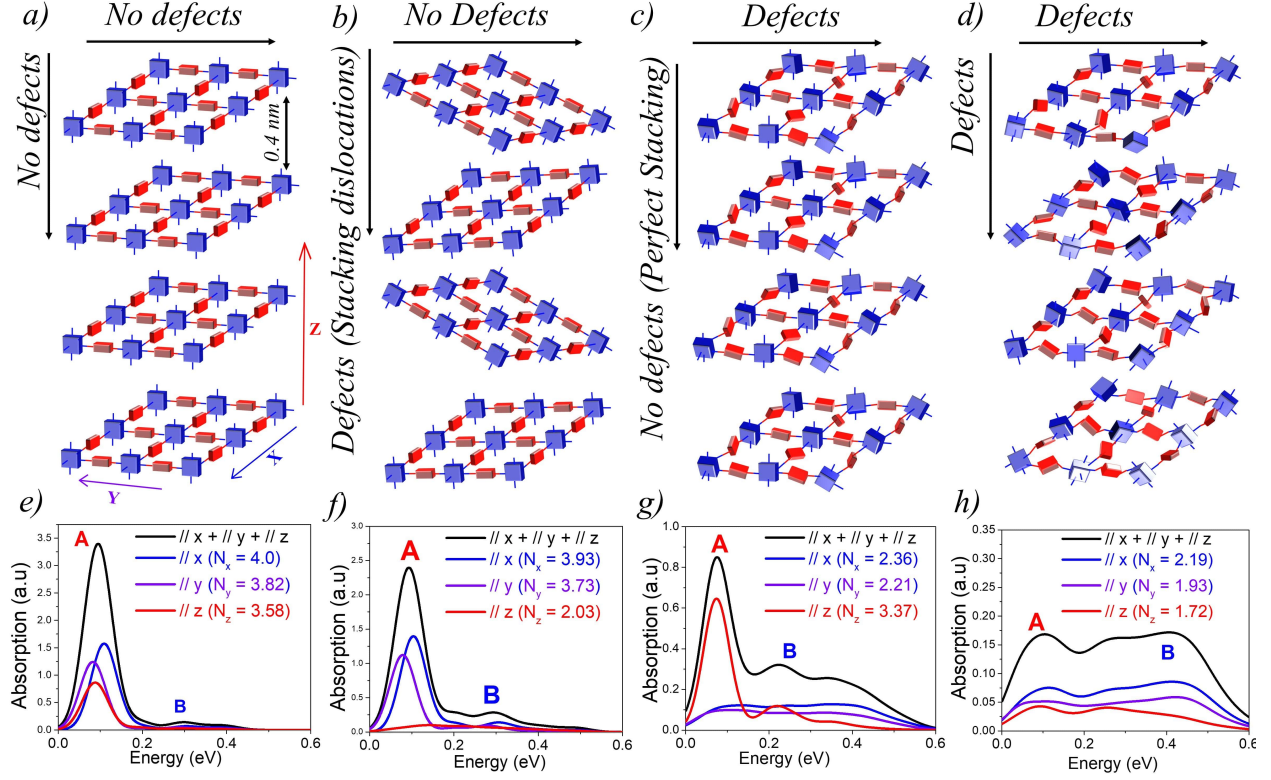 a)
No defects
No defects
0.4 nm
Z
X
Y
b)
No Defects
Defects (Stacking dislocations)
c)
Defects
No defects (Perfect Stacking)
d)
Defects
Defects
e)
A
B
// x + // y + // z
// x (Nx = 4.0)
// y (Ny = 3.82)
// z (Nz = 3.58)
Absorption (a.u)
3.5
3.0
2.5
2.0
1.5
1.0
0.5
0.0
0.0 0.2 0.4 0.6
Energy (eV)
f)
A
B
// x + // y + // z
// x (Nx = 3.93)
// y (Ny = 3.73)
// z (Nz = 2.03)
Absorption (a.u)
3.0
2.5
2.0
1.5
1.0
0.5
0.0
0.0 0.2 0.4 0.6
Energy (eV)
g)
A
B
// x + // y + // z
// x (Nx = 2.36)
// y (Ny = 2.21)
// z (Nz = 3.37)
Absorption (a.u)
1.0
0.8
0.6
0.4
0.2
0.0
0.0 0.2 0.4 0.6
Energy (eV)
h)
A
B
// x + // y + // z
// x (Nx = 2.19)
// y (Ny = 1.93)
// z (Nz = 1.72)
Absorption (a.u)
0.35
0.30
0.25
0.20
0.15
0.10
0.05
0.00
0.0 0.2 0.4 0.6
Energy (eV)